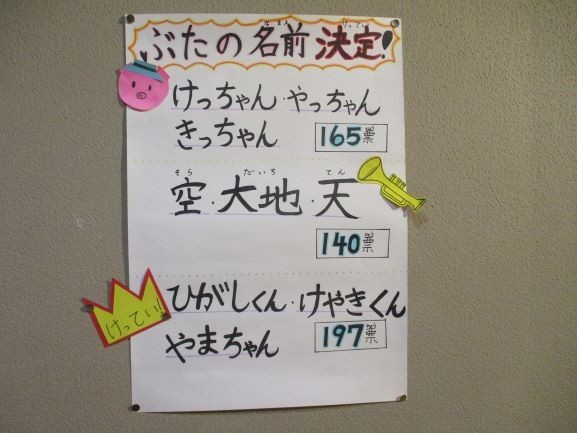 ぶたの名前決定!
けっちゃん・やっちゃん
きっちゃん 165票
空・大地・天
140票
けってい!!
ひがしくん・けやきくん
やまちゃん 197票